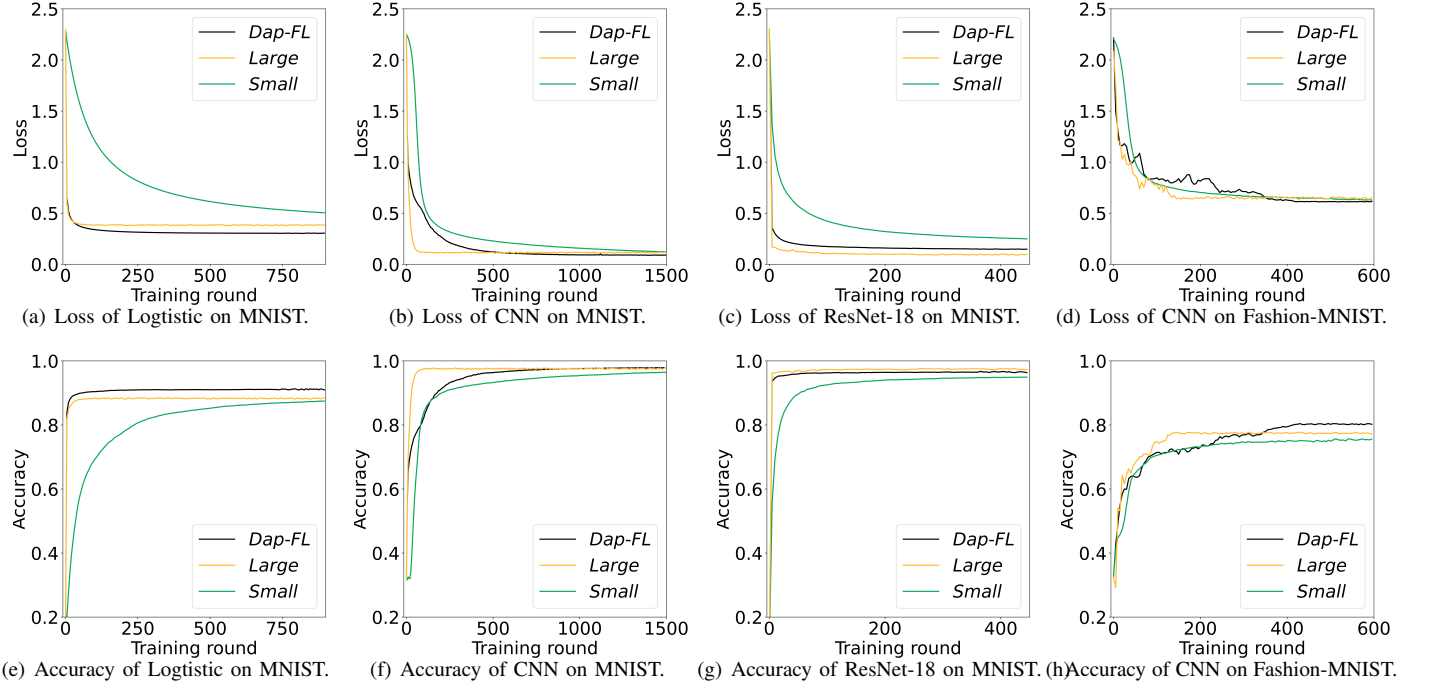 2.5
2.0
1.5
1.0
0.5
0.0
Loss
Dap-FL
Large
Small
0 250 500 750
Training round
(a) Loss of Logtistic on MNIST.
2.5
2.0
1.5
1.0
0.5
0.0
Loss
Dap-FL
Large
Small
0 500 1000 1500
Training round
(b) Loss of CNN on MNIST.
2.5
2.0
1.5
1.0
0.5
0.0
Loss
Dap-FL
Large
Small
0 200 400
Training round
(c) Loss of ResNet-18 on MNIST.
2.5
2.0
1.5
1.0
0.5
0.0
Loss
Dap-FL
Large
Small
0 200 400 600
Training round
(d) Loss of CNN on Fashion-MNIST.
1.0
0.8
0.6
0.4
0.2
Accuracy
Dap-FL
Large
Small
0 250 500 750
Training round
(e) Accuracy of Logtistic on MNIST.
1.0
0.8
0.6
0.4
0.2
Accuracy
Dap-FL
Large
Small
0 500 1000 1500
Training round
(f) Accuracy of CNN on MNIST.
1.0
0.8
0.6
0.4
0.2
Accuracy
Dap-FL
Large
Small
0 200 400
Training round
(g) Accuracy of ResNet-18 on MNIST.
1.0
0.8
0.6
0.4
0.2
Accuracy
Dap-FL
Large
Small
0 200 400 600
Training round
(h)Accuracy of CNN on Fashion-MNIST.